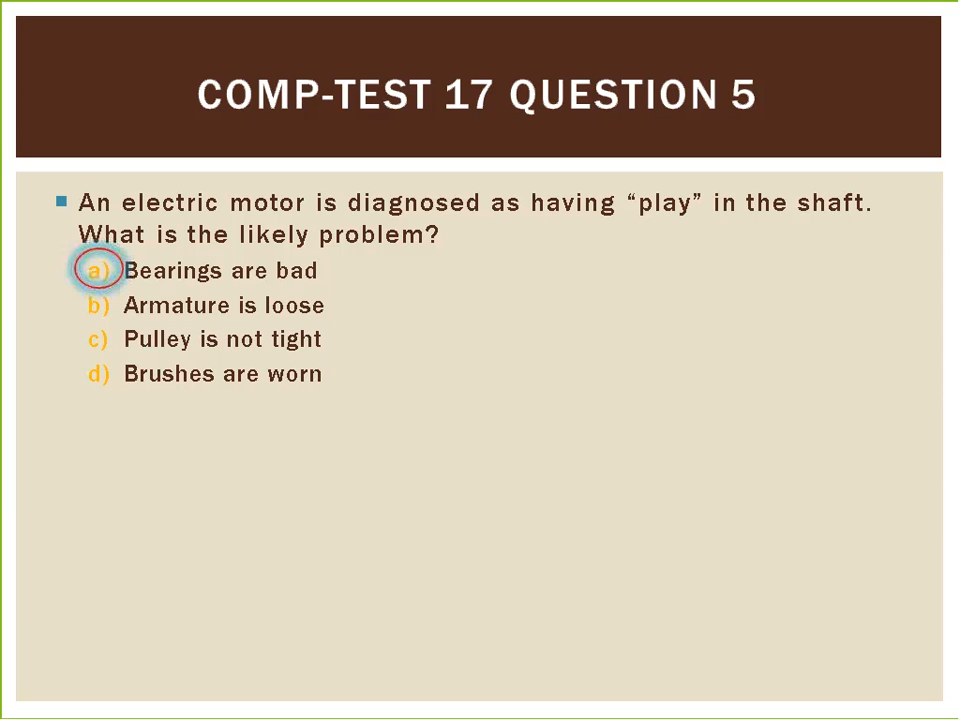 COMP-TEST 17 QUESTION 5
An electric motor is diagnosed as having “play” in the shaft.
What is the likely problem?
a) Bearings are bad
b) Armature is loose
c) Pulley is not tight
d) Brushes are worn